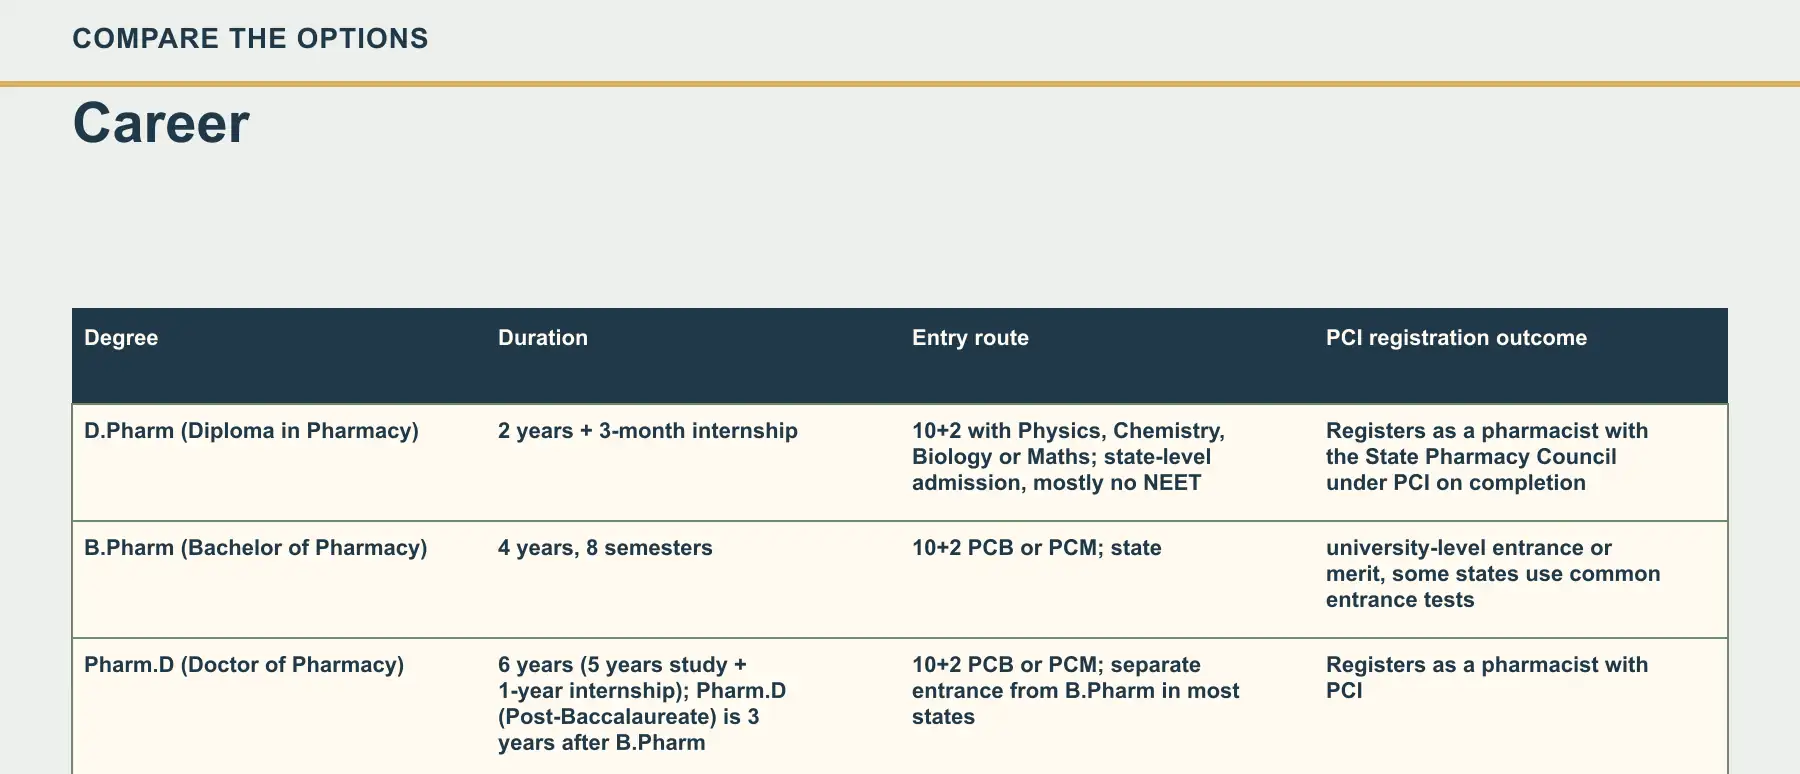 COMPARE THE OPTIONS
Career
Degree
Duration
Entry route
PCI registration outcome
D.Pharm (Diploma in Pharmacy)
2 years + 3-month internship
10+2 with Physics, Chemistry,
Biology or Maths; state-level
admission, mostly no NEET
Registers as a pharmacist with
the State Pharmacy Council
under PCI on completion
B.Pharm (Bachelor of Pharmacy)
4 years, 8 semesters
10+2 PCB or PCM; state
university-level entrance or
merit, some states use common
entrance tests
Pharm.D (Doctor of Pharmacy)
6 years (5 years study +
1-year internship); Pharm.D
(Post-Baccalaureate) is 3
years after B.Pharm
10+2 PCB or PCM; separate
entrance from B.Pharm in most
states
Registers as a pharmacist with
PCI